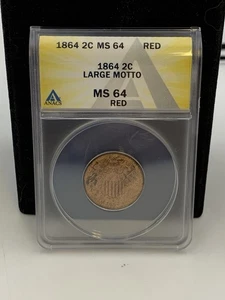 1864 2C MS 64 RED
1864 2C
LARGE MOTTO
MS 64
RED
ANACS